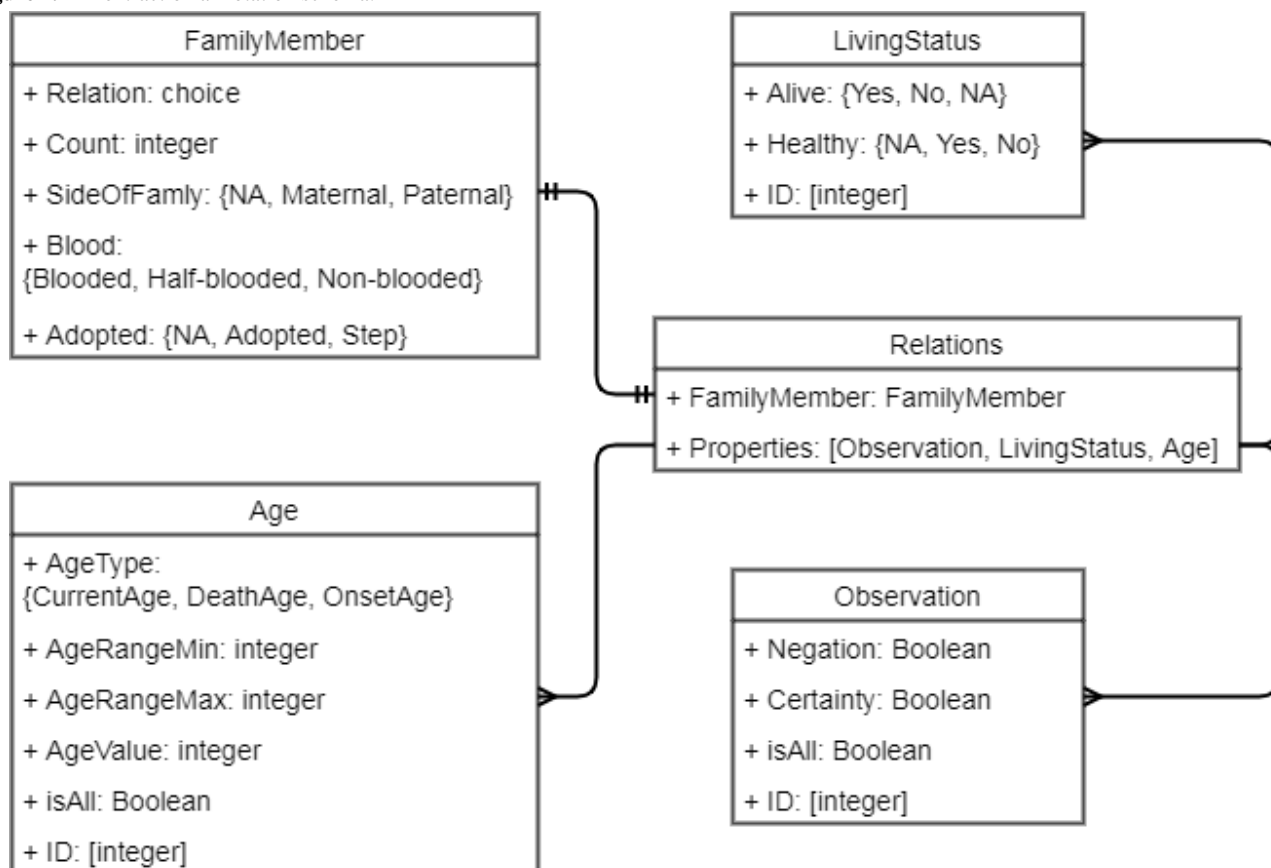 FamilyMember
+ Relation: choice
+ Count: integer
+ SideOfFamly: {NA, Maternal, Paternal}
+ Blood:
{Blooded, Half-blooded, Non-blooded}
+ Adopted: {NA, Adopted, Step}
LivingStatus
+ Alive: {Yes, No, NA}
+ Healthy: {NA, Yes, No}
+ ID: [integer]
Relations
+ FamilyMember: FamilyMember
+ Properties: [Observation, LivingStatus, Age]
Age
+ AgeType:
{CurrentAge, DeathAge, OnsetAge}
+ AgeRangeMin: integer
+ AgeRangeMax: integer
+ AgeValue: integer
+ isAll: Boolean
+ ID: [integer]
Observation
+ Negation: Boolean
+ Certainty: Boolean
+ isAll: Boolean
+ ID: [integer]